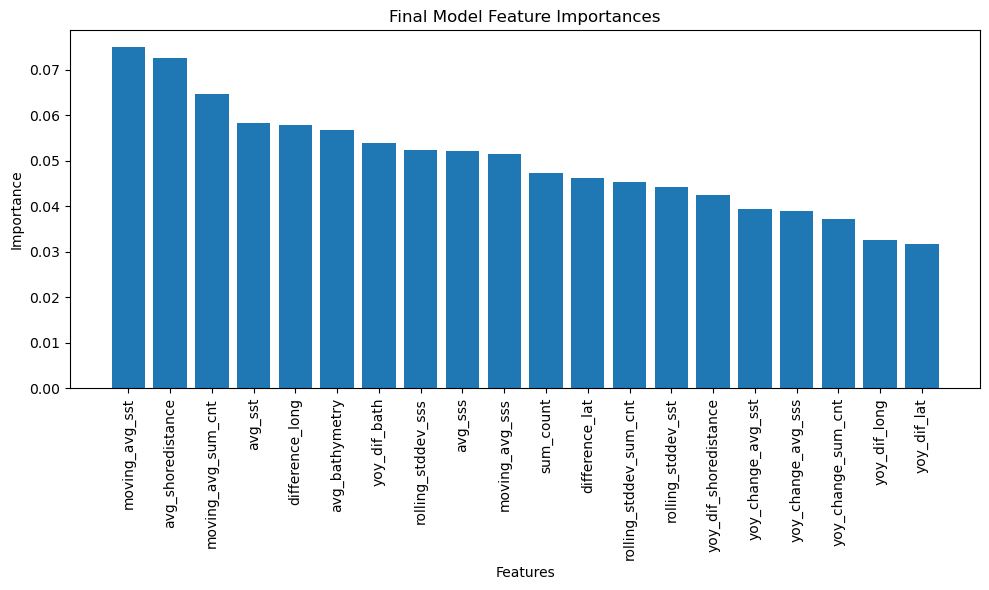 Final Model Feature Importances
Importance
0.07
0.06
0.05
0.04
0.03
0.02
0.01
0.00
moving_avg_sst
avg_shoredistance
moving_avg_sum_cnt
avg_sst
difference_long
avg_bathymetry
yoy_dif_bath
rolling_stddev_sss
avg_sss
moving_avg_sss
sum_count
difference_lat
rolling_stddev_sum_cnt
rolling_stddev_sst
yoy_dif_shoredistance
yoy_change_avg_sst
yoy_change_avg_sss
yoy_change_sum_cnt
yoy_dif_long
yoy_dif_lat
Features